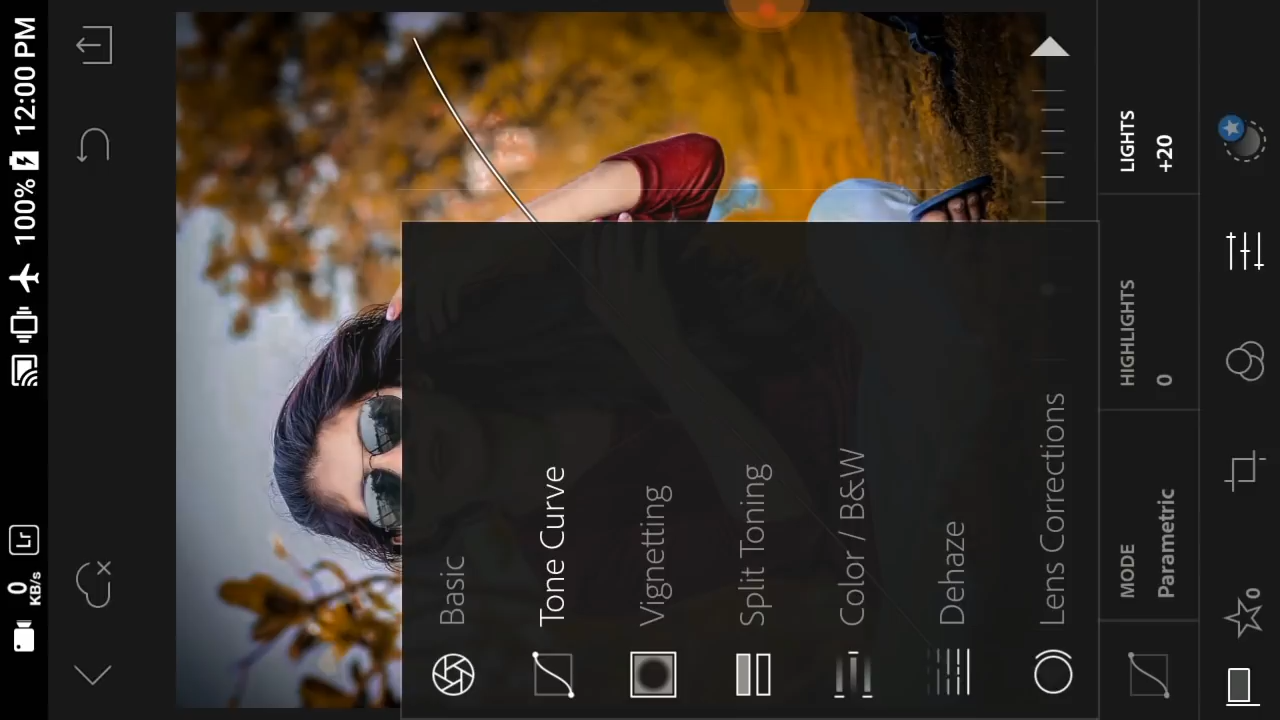 0
KB/s
Lr
100%
12:00 PM
Basic
Tone Curve
Vignetting
Split Toning
Color / B&W
Dehaze
Lens Corrections
MODE
Parametric
HIGHLIGHTS
0
LIGHTS
+20
0